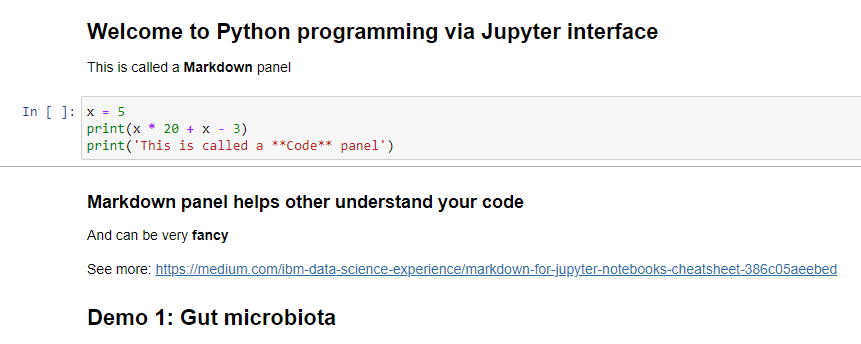 Welcome to Python programming via Jupyter interface
This is called a Markdown panel
In [ ]: x = 5
print(x * 20 + x - 3)
print('This is called a **Code** panel')
Markdown panel helps other understand your code
And can be very fancy
See more: https://medium.com/ibm-data-science-experience/markdown-for-jupyter-notebooks-cheatsheet-386c05aeebed
Demo 1: Gut microbiota